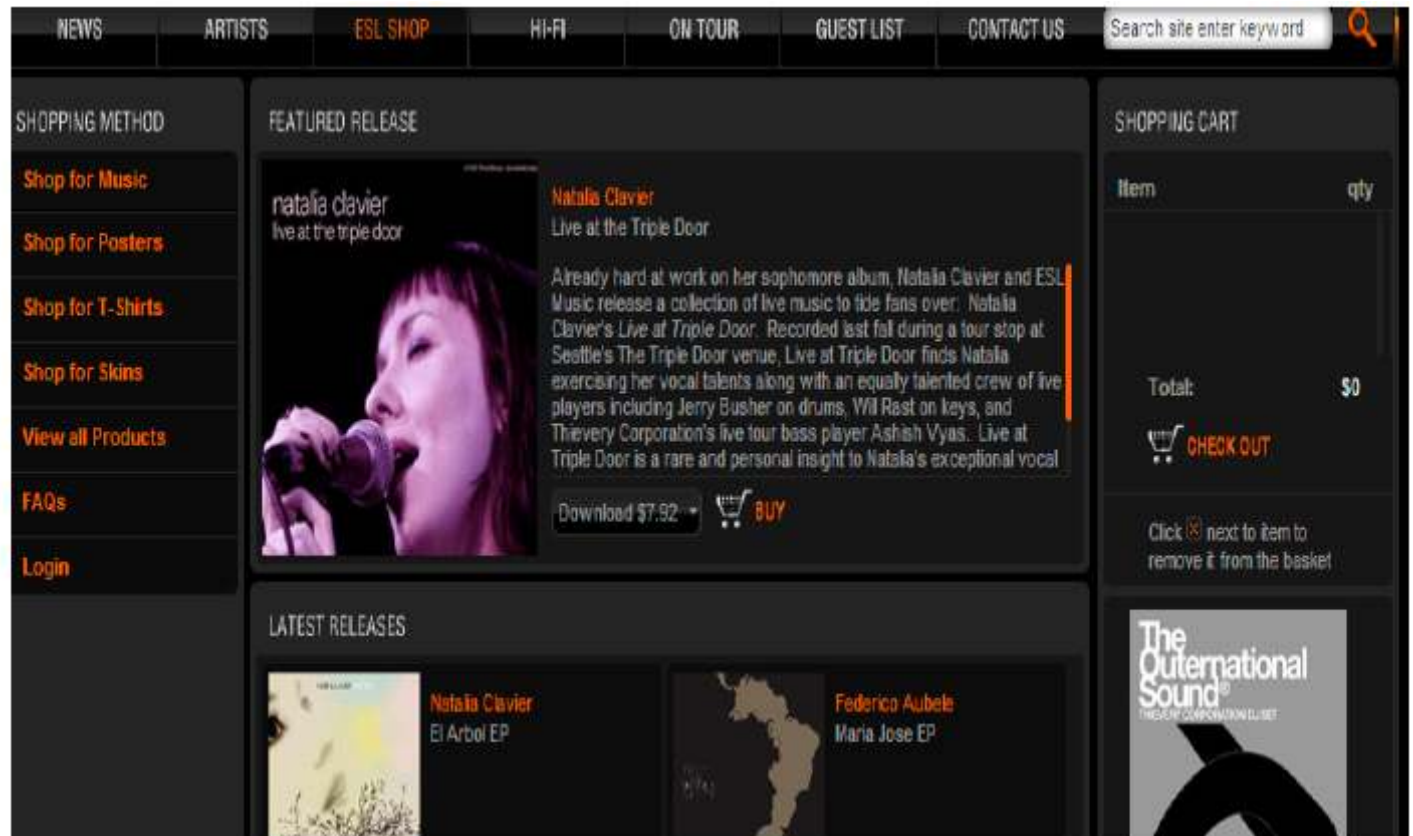 NEWS ARTISTS ESL SHOP HI-FI ON TOUR GUEST LIST CONTACT US Search site enter keyword
SHOPPING METHOD
Shop for Music
Shop for Posters
Shop for T-Shirts
Shop for Skins
View all Products
FAQs
Login
FEATURED RELEASE
natalia clavier
live at the triple door
Natalia Clavier
Live at the Triple Door
Already hard at work on her sophomore album, Natalia Clavier and ESL
Music release a collection of live music to tide fans over: Natalia
Clavier's Live at Triple Door. Recorded last fall during a tour stop at
Seattle's The Triple Door venue, Live at Triple Door finds Natalia
exercising her vocal talents along with an equally talented crew of live
players including Jerry Busher on drums, Will Rast on keys, and
Thievery Corporation's live tour bass player Ashish Vyas. Live at
Triple Door is a rare and personal insight to Natalia's exceptional vocal
Download $7.92 BUY
LATEST RELEASES
Natalia Clavier
El Arbol EP
Federico Aubele
Maria Jose EP
SHOPPING CART
Item qty
Total: $0
CHECK OUT
Click x next to item to
remove it from the basket
The
Outernational
Sound®
THIEVERY CORPORATION DJ SET